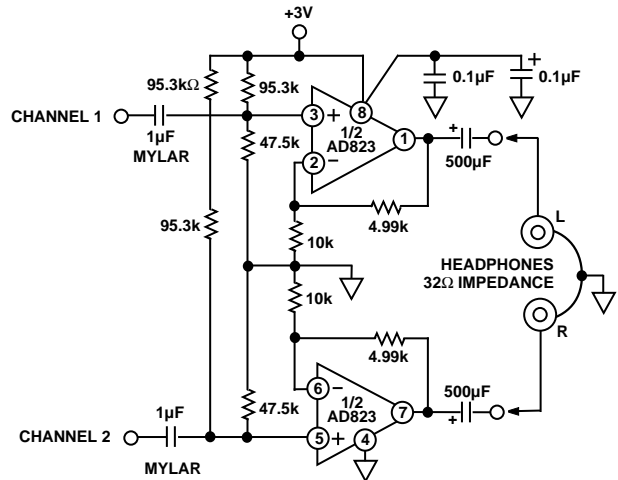 +3V
95.3kΩ
95.3k
+
0.1µF
0.1µF
CHANNEL 1
1µF
MYLAR
3
+
8
1/2
AD823
1
2
–
47.5k
+
500µF
95.3k
4.99k
10k
L
HEADPHONES
32Ω IMPEDANCE
10k
R
4.99k
6
–
1/2
AD823
7
500µF
+
5
+
4
47.5k
1µF
CHANNEL 2
MYLAR